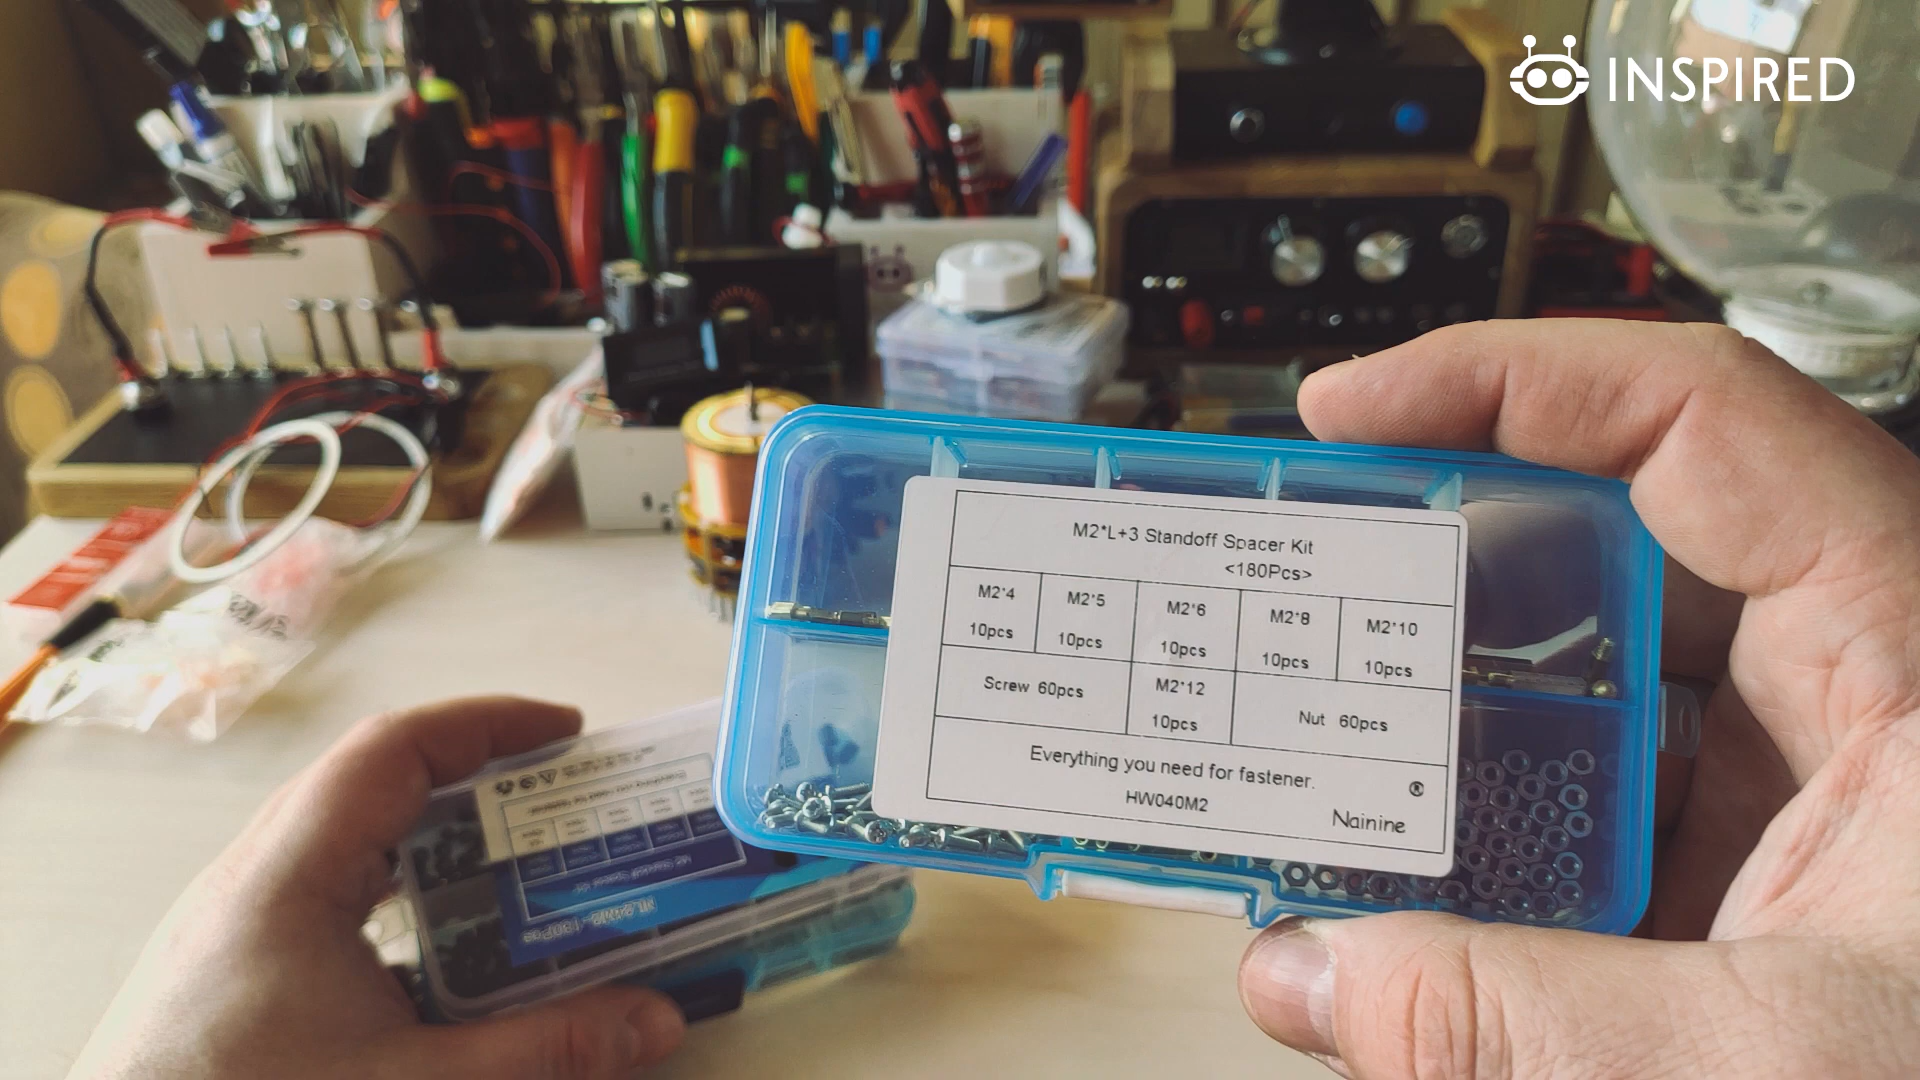 INSPIRED
M2*L+3 Standoff Spacer Kit
<180Pcs>
M2*4 M2*5 M2*6 M2*8 M2*10
10pcs 10pcs 10pcs 10pcs 10pcs
Screw 60pcs
M2*12
10pcs
Nut 60pcs
Everything you need for fastener.
HW040M2
®
Nainine